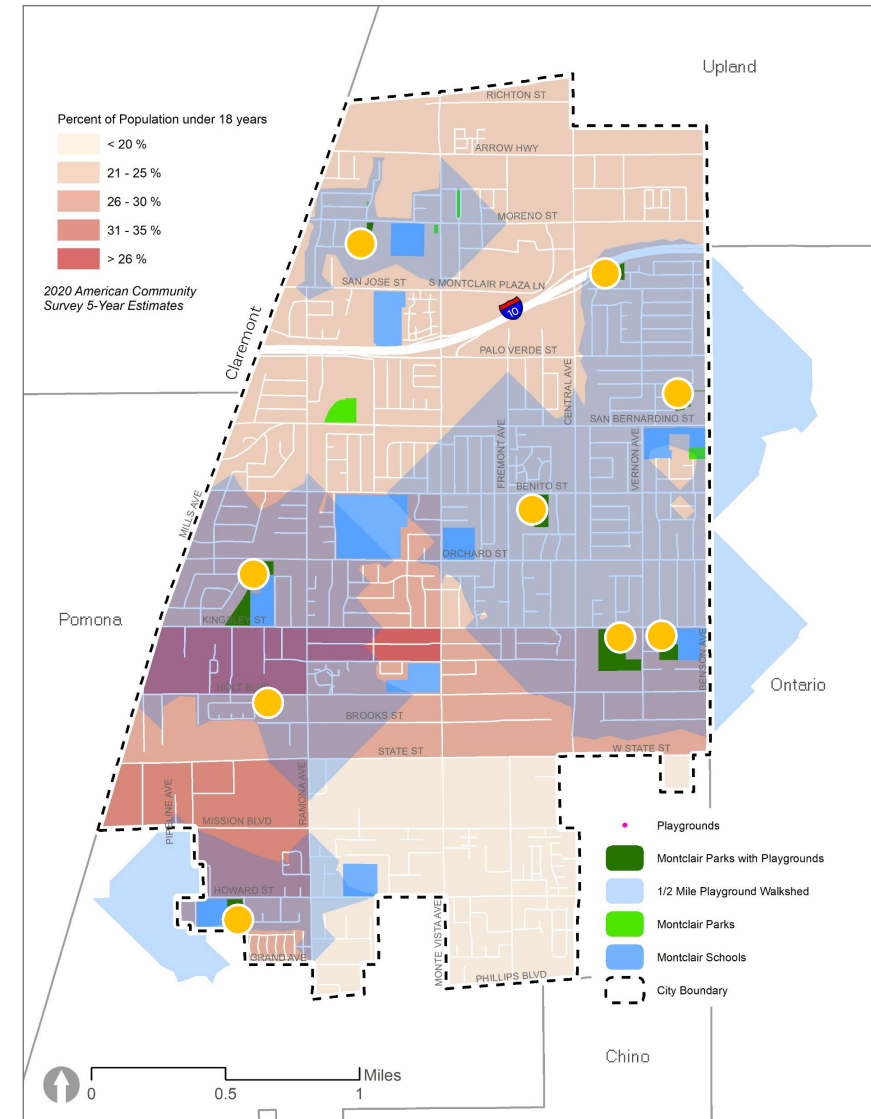 Upland
RICHTON ST
Percent of Population under 18 years
< 20 %
21 - 25 %
26 - 30 %
31 - 35 %
> 26 %
2020 American Community
Survey 5-Year Estimates
ARROW HWY
MORENO ST
SAN JOSE ST
S MONTCLAIR PLAZA LN
10
Claremont
PALO VERDE ST
CENTRAL AVE
SAN BERNARDINO ST
FREMONT AVE
VERNON AVE
MILLS AVE
BENITO ST
ORCHARD ST
Pomona
KINGSLEY ST
BENSON AVE
Ontario
HOLT BLVD
BROOKS ST
STATE ST
W STATE ST
PIPELINE AVE
RAMONA AVE
MISSION BLVD
HOWARD ST
GRAND AVE
MONTE VISTA AVE
PHILLIPS BLVD
Playgrounds
Montclair Parks with Playgrounds
1/2 Mile Playground Walkshed
Montclair Parks
Montclair Schools
City Boundary
Chino
Miles
0
0.5
1